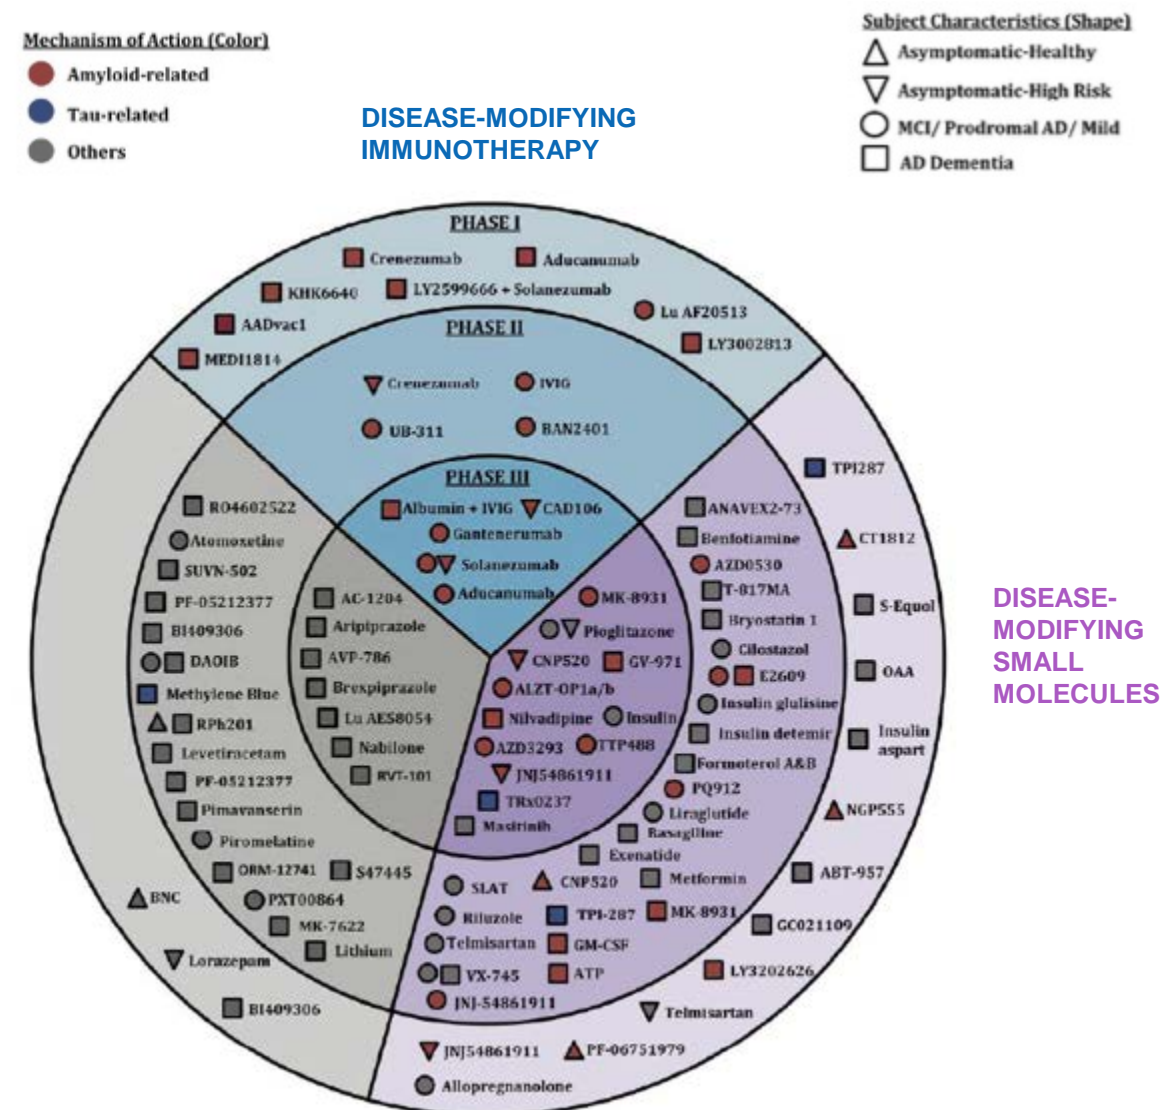 Mechanism of Action (Color)
Amyloid-related
Tau-related
Others
DISEASE-MODIFYING
IMMUNOTHERAPY
Subject Characteristics (Shape)
Asymptomatic-Healthy
Asymptomatic-High Risk
MCI/ Prodromal AD/ Mild
AD Dementia
PHASE I
Crenezumab
Aducanumab
KHK6640
LY2599666 + Solanezumab
Lu AF20513
AADvac1
LY3002813
MEDI1814
PHASE II
Crenezumab
IVIG
UB-311
BAN2401
PHASE III
Albumin + IVIG
CAD106
Gantenerumab
Solanezumab
Aducanumab
RO4602522
Atomoxetine
SUVN-502
PF-05212377
BI409306
DAOIB
Methylene Blue
RPh201
Levetiracetam
PF-05212377
Pimavanserin
Piromelatine
ORM-12741
S47445
PXT00864
MK-7622
Lithium
BNC
Lorazepam
BI409306
AC-1204
Aripiprazole
AVP-786
Brexpiprazole
Lu AE58054
Nabilone
RVT-101
MK-8931
Pioglitazone
CNP520
GV-971
ALZT-OP1a/b
Nilvadipine
Insulin
AZD3293
TTP488
JNJ54861911
TRx0237
Masitinib
ANAVEX2-73
Benfotiamine
AZD0530
T-817MA
Bryostatin 1
Cilostazol
E2609
Insulin glulisine
Insulin detemir
Formoterol A&B
PQ912
Liraglutide
Rasagiline
Exenatide
SLAT
CNP520
Metformin
Riluzole
TPI-287
MK-8931
Telmisartan
GM-CSF
VX-745
ATP
JNJ-54861911
TPI287
CT1812
S-Equol
OAA
Insulin
aspart
NGP555
ABT-957
GC021109
LY3202626
Telmisartan
JNJ54861911
PF-06751979
Allopregnanolone
DISEASE-
MODIFYING
SMALL
MOLECULES